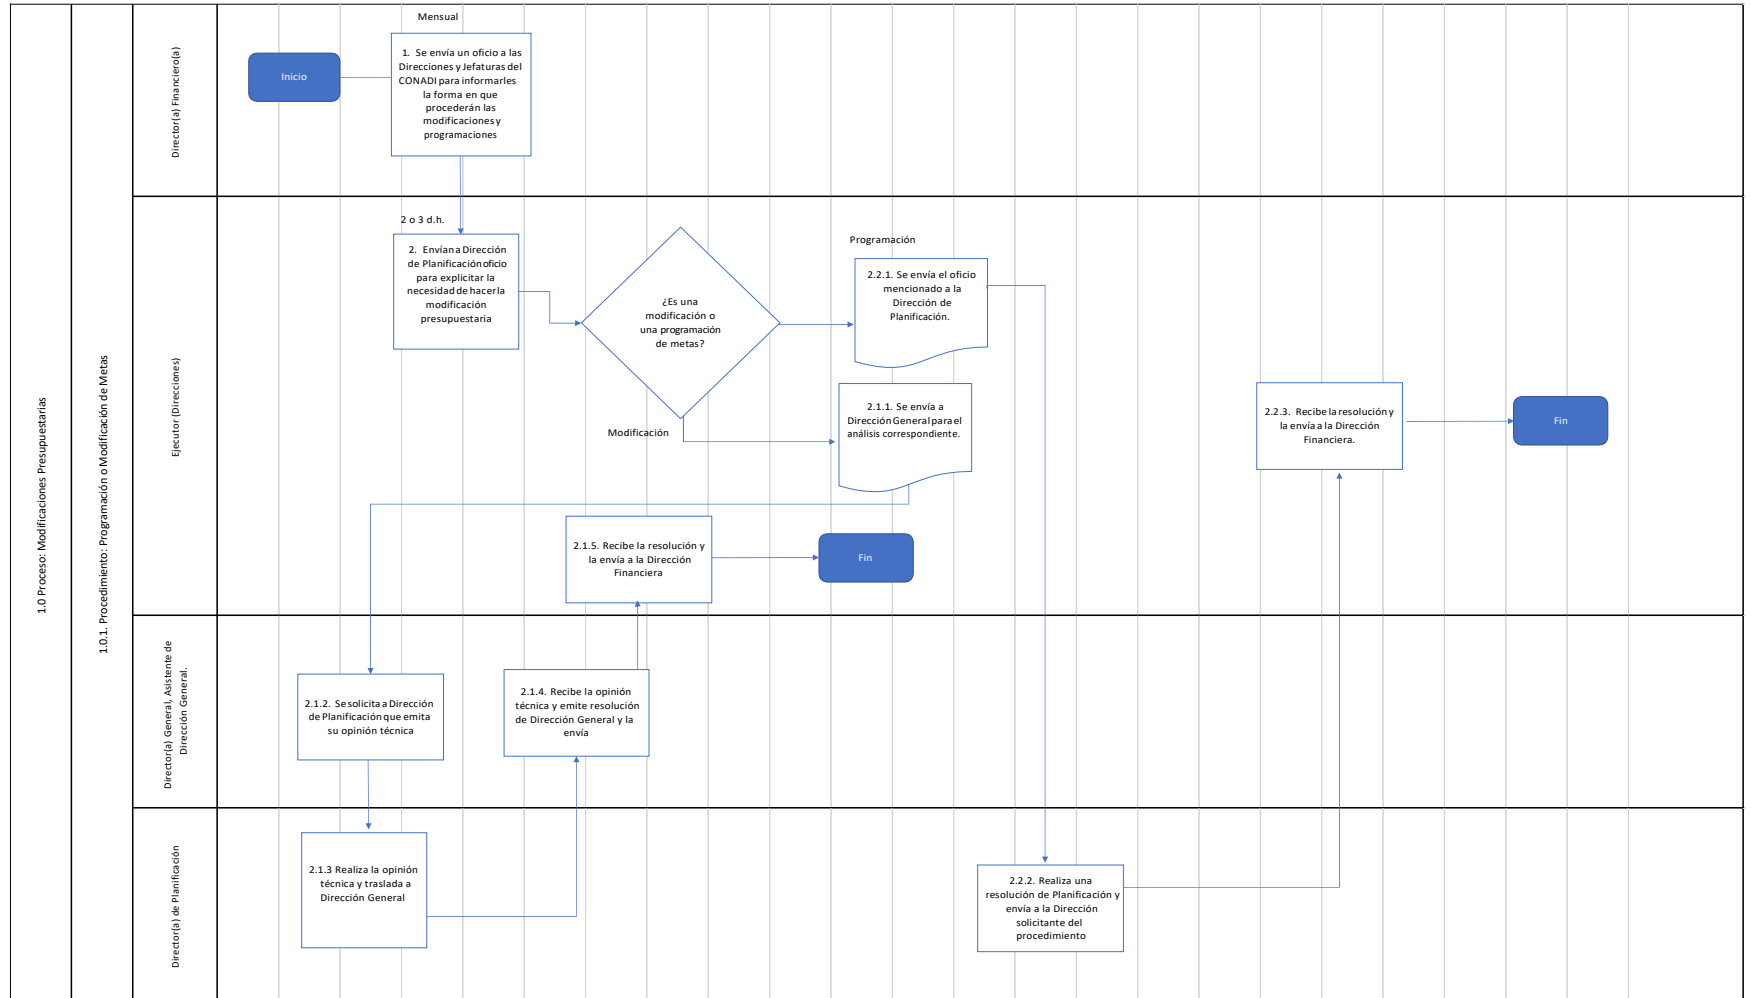 1.0 Proceso: Modificaciones Presupuestarias
1.0.1. Procedimiento: Programación o Modificación de Metas
Director(a) Financiero(a)
Mensual
Inicio
1. Se envía un oficio a las
Direcciones y Jefaturas del
CONADI para informarles
la forma en que
procederán las
modificaciones y
programaciones
Ejecutor (Direcciones)
2 o 3 d.h.
2. Envían a Dirección
de Planificación oficio
para explicitar la
necesidad de hacer la
modificación
presupuestaria
¿Es una
modificación o
una programación
de metas?
Programación
2.2.1. Se envía el oficio
mencionado a la
Dirección de
Planificación.
Modificación
2.1.1. Se envía a
Dirección General para el
análisis correspondiente.
2.2.3. Recibe la resolución y
la envía a la Dirección
Financiera.
Fin
2.1.5. Recibe la resolución y
la envía a la Dirección
Financiera
Fin
Director(a) General, Asistente de
Dirección General.
2.1.2. Se solicita a Dirección
de Planificación que emita
su opinión técnica
2.1.4. Recibe la opinión
técnica y emite resolución
de Dirección General y la
envía
Director(a) de Planificación
2.1.3 Realiza la opinión
técnica y traslada a
Dirección General
2.2.2. Realiza una
resolución de Planificación y
envía a la Dirección
solicitante del
procedimiento